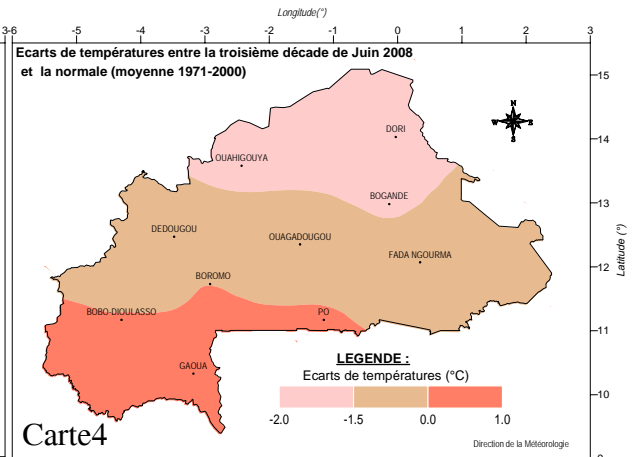 Longitude(°)
3-6 -5 -4 -3 -2 -1 0 1 2 3
Ecarts de températures entre la troisième décade de Juin 2008
et la normale (moyenne 1971-2000)
15
N
W E
S
DORI
14
OUAHIGOUYA
BOGANDE
13
DEDOUGOU
OUAGADOUGOU
FADA NGOURMA
12
Latitude (°)
BOROMO
BOBO-DIOULASSO
PO
11
LEGENDE :
GAOUA
Ecarts de températures (°C)
10
-2.0 -1.5 0.0 1.0
Carte4
Direction de la Météorologie